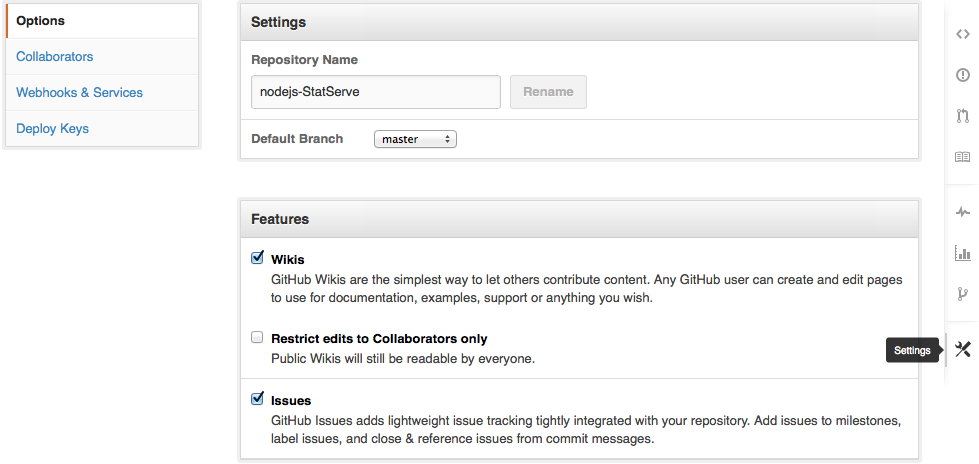 Options
Collaborators
Webhooks & Services
Deploy Keys
Settings
Repository Name
nodejs-StatServe
Rename
Default Branch
master
Features
Wikis
GitHub Wikis are the simplest way to let others contribute content. Any GitHub user can create and edit pages
to use for documentation, examples, support or anything you wish.
Restrict edits to Collaborators only
Public Wikis will still be readable by everyone.
Issues
GitHub Issues adds lightweight issue tracking tightly integrated with your repository. Add issues to milestones,
label issues, and close & reference issues from commit messages.
Settings